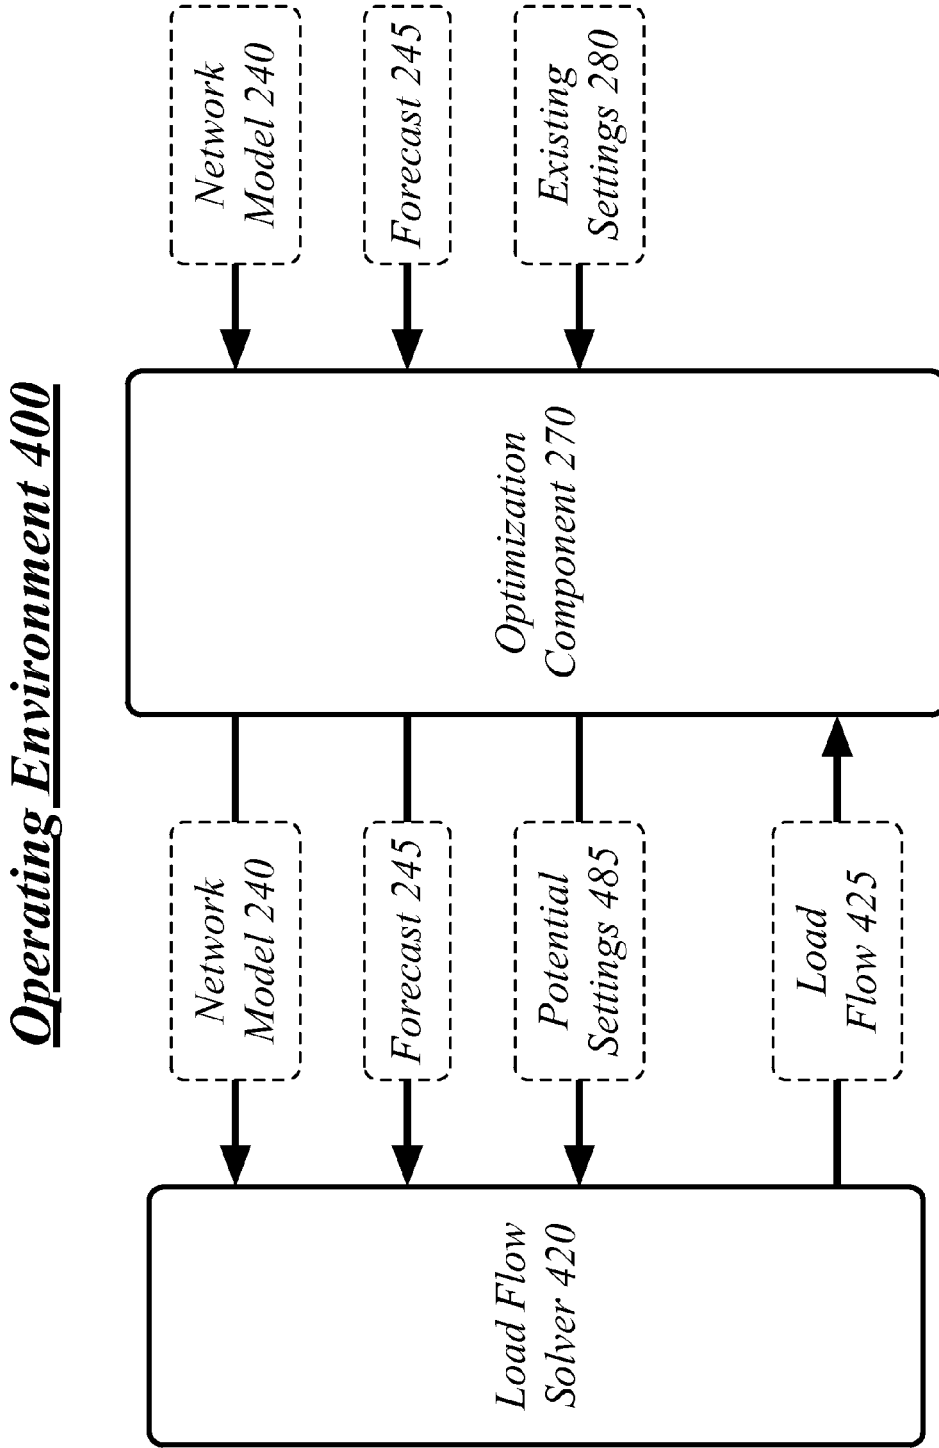 Operating Environment 400
Load Flow
Solver 420
Network
Model 240
Forecast 245
Potential
Settings 485
Load
Flow 425
Optimization
Component 270
Network
Model 240
Forecast 245
Existing
Settings 280